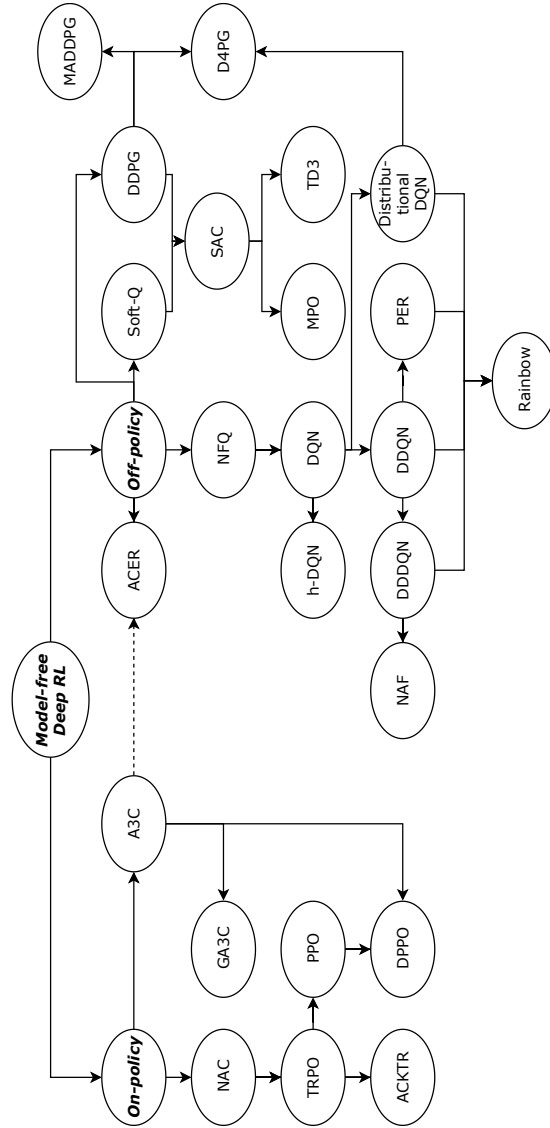 Model-free
Deep RL
On-policy
A3C
ACER
Off-policy
Soft-Q
DDPG
MADDPG
NAC
GA3C
NFQ
SAC
D4PG
TRPO
PPO
h-DQN
DQN
MPO
TD3
ACKTR
DPPO
NAF
DDDQN
DDQN
PER
Distribu-
tional
DQN
Rainbow